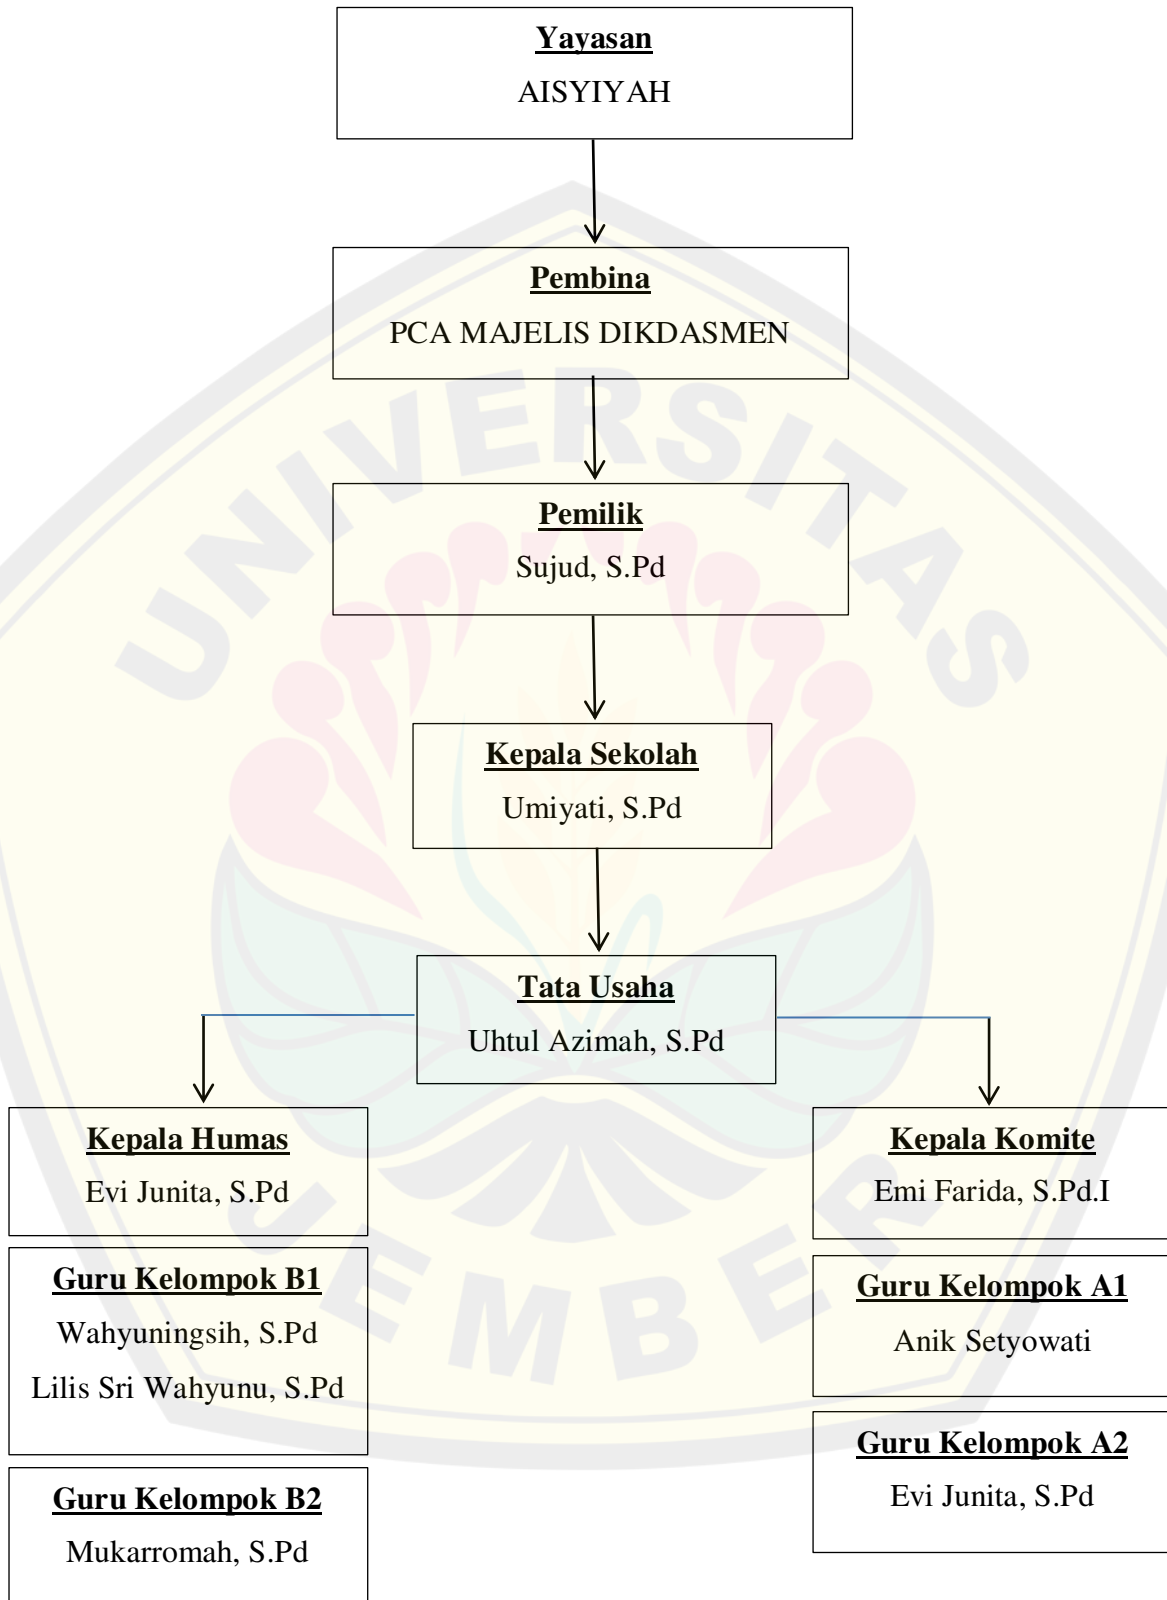 Yayasan
AISYIYAH
Pembina
PCA MAJELIS DIKDASMEN
Pemilik
Sujud, S.Pd
Kepala Sekolah
Umiyati, S.Pd
Tata Usaha
Uhtul Azimah, S.Pd
Kepala Humas
Evi Junita, S.Pd
Guru Kelompok B1
Wahyuningsih, S.Pd
Lilis Sri Wahyunu, S.Pd
Guru Kelompok B2
Mukarromah, S.Pd
Kepala Komite
Emi Farida, S.Pd.I
Guru Kelompok A1
Anik Setyowati
Guru Kelompok A2
Evi Junita, S.Pd
UNIVERSITAS
JEMBER